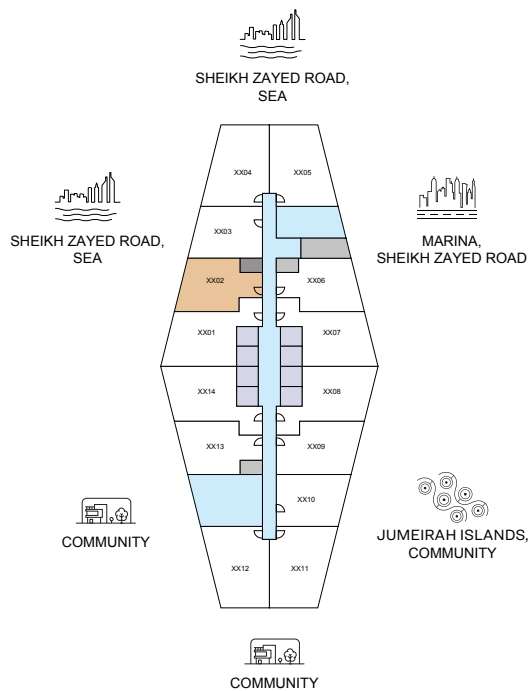 SHEIKH ZAYED ROAD,
SEA
XX04
XX05
SHEIKH ZAYED ROAD,
SEA
XX03
MARINA,
SHEIKH ZAYED ROAD
XX02
XX06
XX01
XX07
XX14
XX08
XX13
XX09
XX10
COMMUNITY
JUMEIRAH ISLANDS,
COMMUNITY
XX12
XX11
COMMUNITY